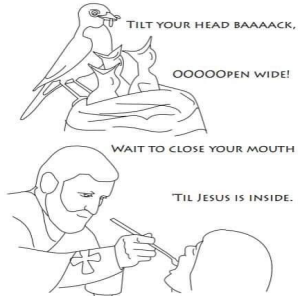 Tilt your head baaaack,
OOOOOpen wide!
Wait to close your mouth
'Til Jesus is inside.